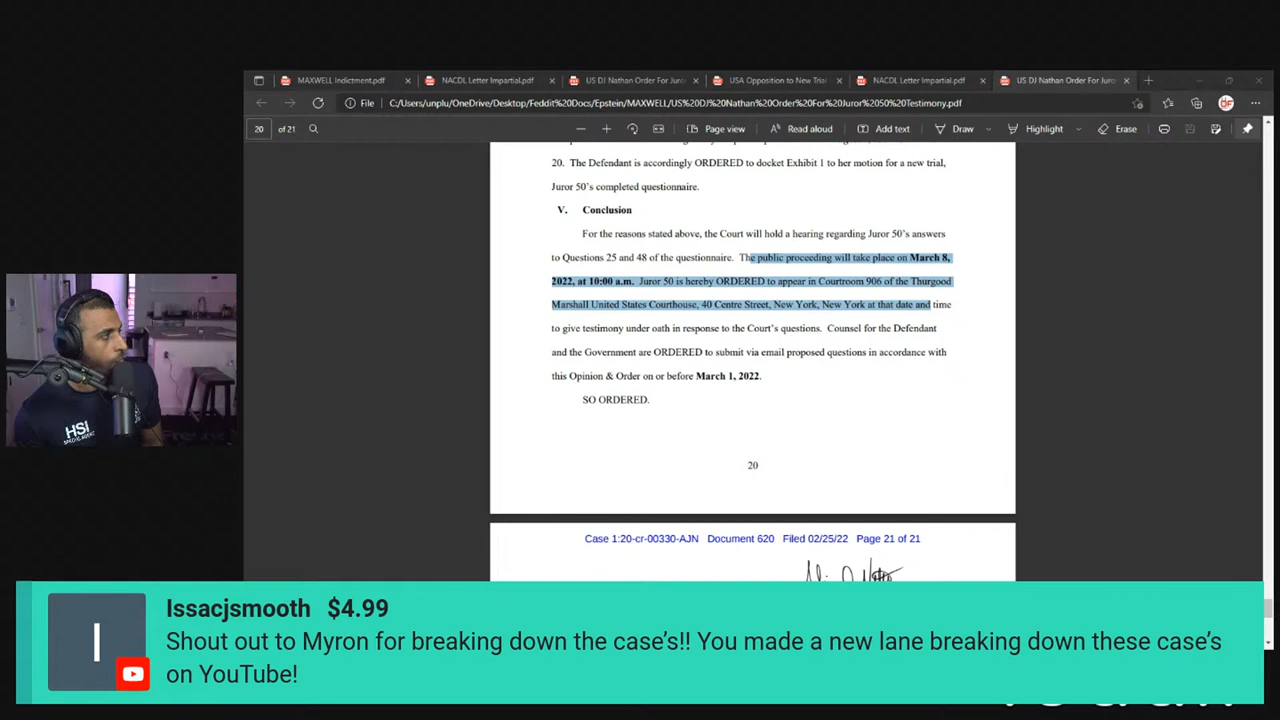 MAXWELL Indictment.pdf
NACDL Letter Impartial.pdf
US DJ Nathan Order For Juror
USA Opposition to New Trial
NACDL Letter Impartial.pdf
US DJ Nathan Order For Juror
File C:/Users/unplu/OneDrive/Desktop/Feddit%20Docs/Epstein/MAXWELL/US%20DJ%20Nathan%20Order%20For%20Juror%2050%20Testimony.pdf
20 of 21 Page view Read aloud Add text Draw Highlight Erase
20. The Defendant is accordingly ORDERED to docket Exhibit 1 to her motion for a new trial,
Juror 50's completed questionnaire.
V. Conclusion
For the reasons stated above, the Court will hold a hearing regarding Juror 50's answers
to Questions 25 and 48 of the questionnaire. The public proceeding will take place on March 8,
2022, at 10:00 a.m. Juror 50 is hereby ORDERED to appear in Courtroom 906 of the Thurgood
Marshall United States Courthouse, 40 Centre Street, New York, New York at that date and time
to give testimony under oath in response to the Court's questions. Counsel for the Defendant
and the Government are ORDERED to submit via email proposed questions in accordance with
this Opinion & Order on or before March 1, 2022.
SO ORDERED.
20
Case 1:20-cr-00330-AJN Document 620 Filed 02/25/22 Page 21 of 21
HSI
SPECIAL AGENT
I
Issacjsmooth $4.99
Shout out to Myron for breaking down the case's!! You made a new lane breaking down these case's
on YouTube!